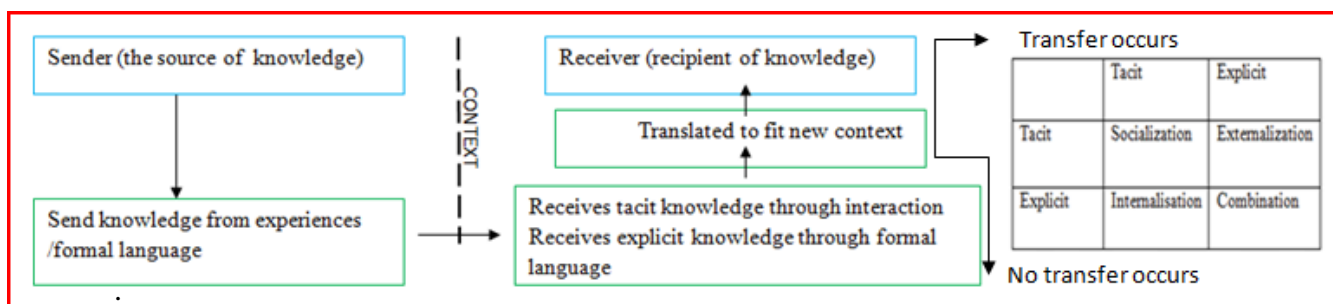 Sender (the source of knowledge)
Send knowledge from experiences
/formal language
CONTEXT
Receiver (recipient of knowledge)
Translated to fit new context
Receives tacit knowledge through interaction
Receives explicit knowledge through formal
language
Transfer occurs
Tacit Explicit
Tacit Socialization Externalization
Explicit Internalisation Combination
No transfer occurs